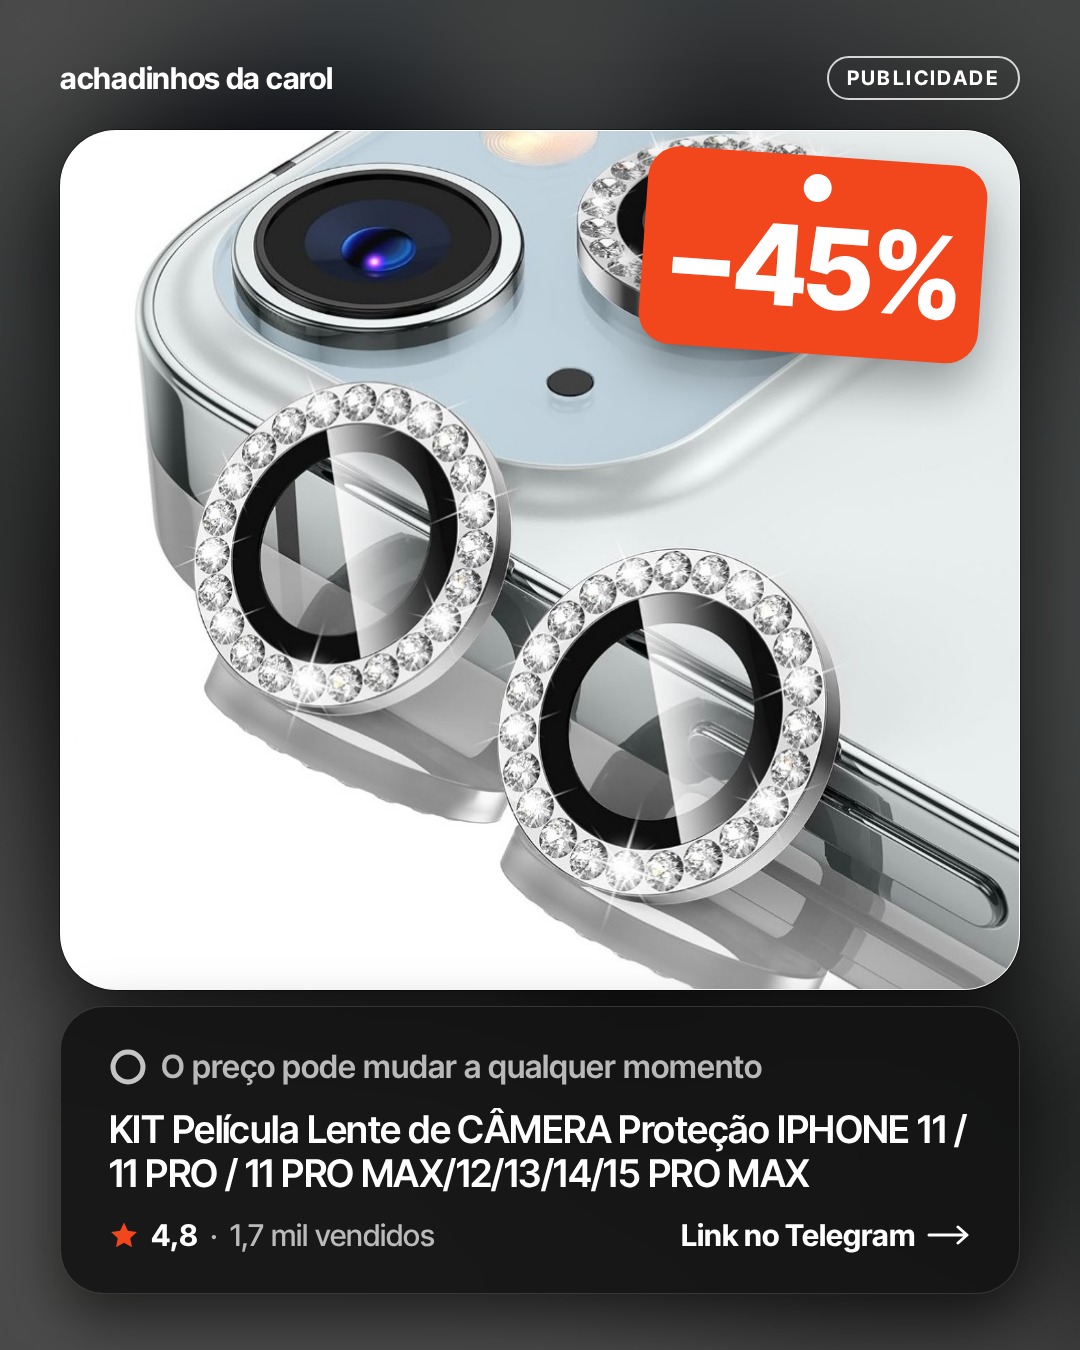 achadinhos da carol
PUBLICIDADE
−45%
O preço pode mudar a qualquer momento
KIT Película Lente de CÂMERA Proteção IPHONE 11 /
11 PRO / 11 PRO MAX/12/13/14/15 PRO MAX
4,8 · 1,7 mil vendidos
Link no Telegram →